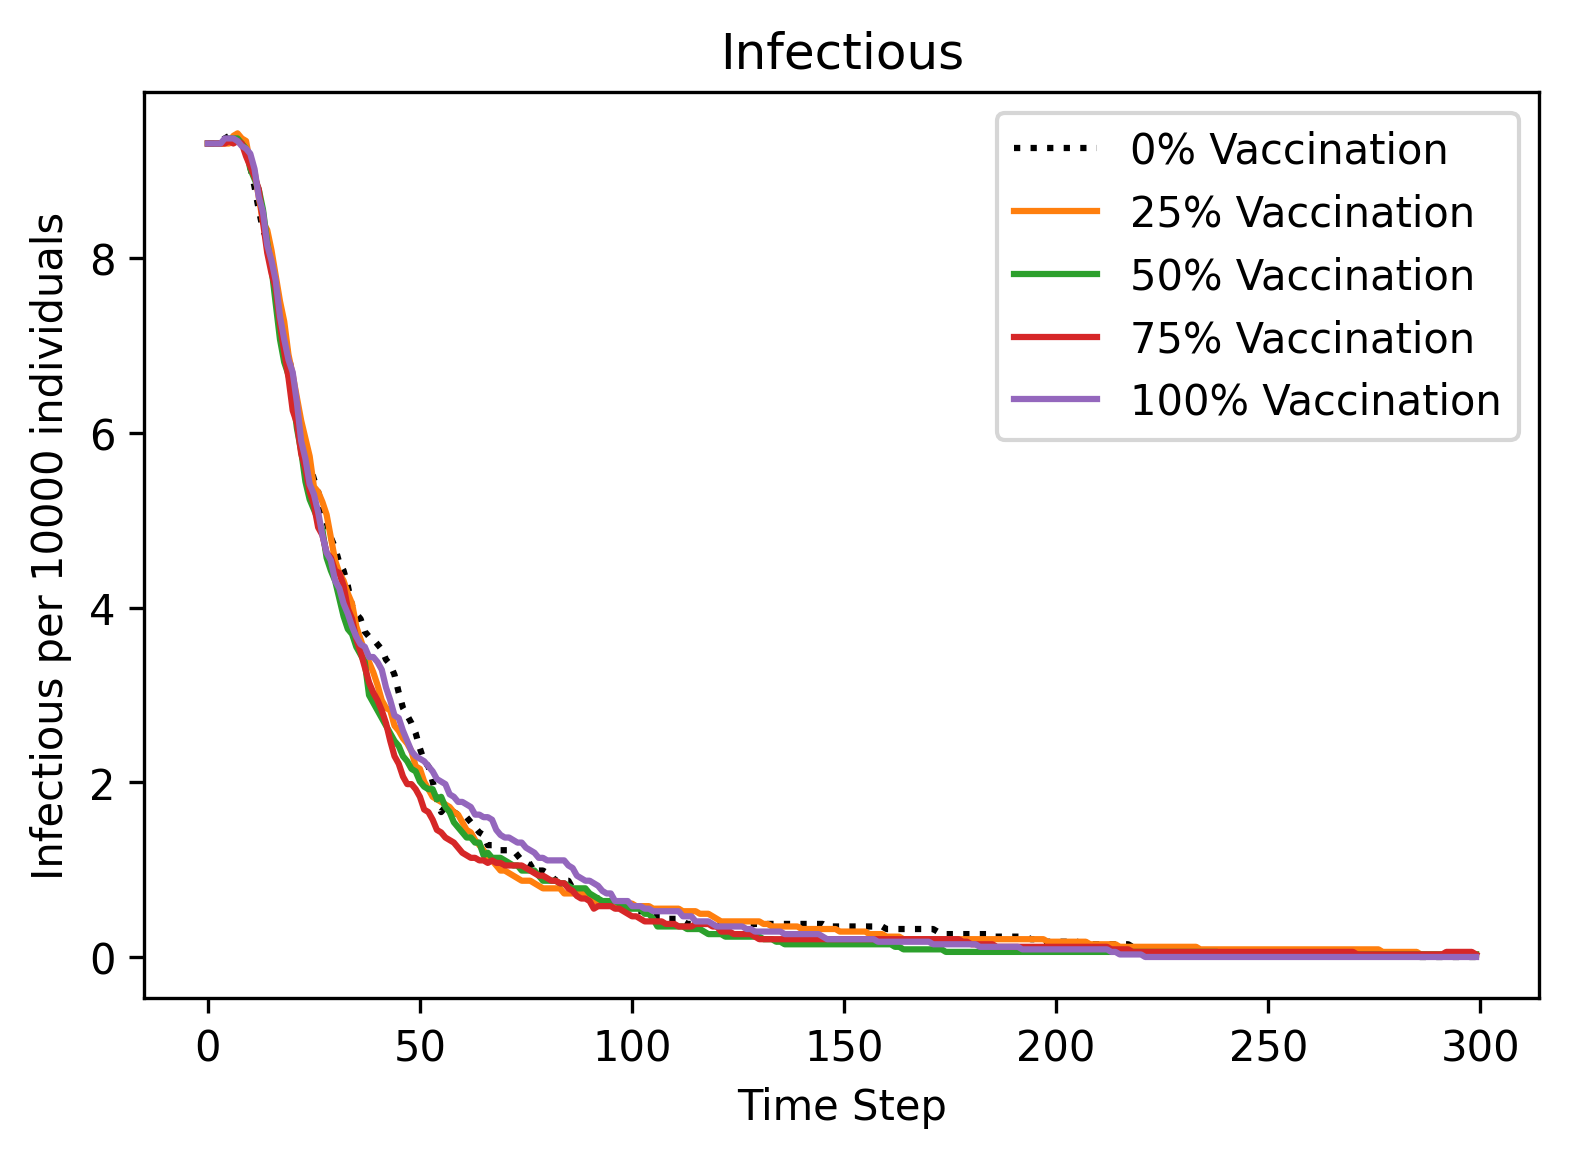 Infectious
Infectious per 10000 individuals
8
6
4
2
0
0% Vaccination
25% Vaccination
50% Vaccination
75% Vaccination
100% Vaccination
0 50 100 150 200 250 300
Time Step